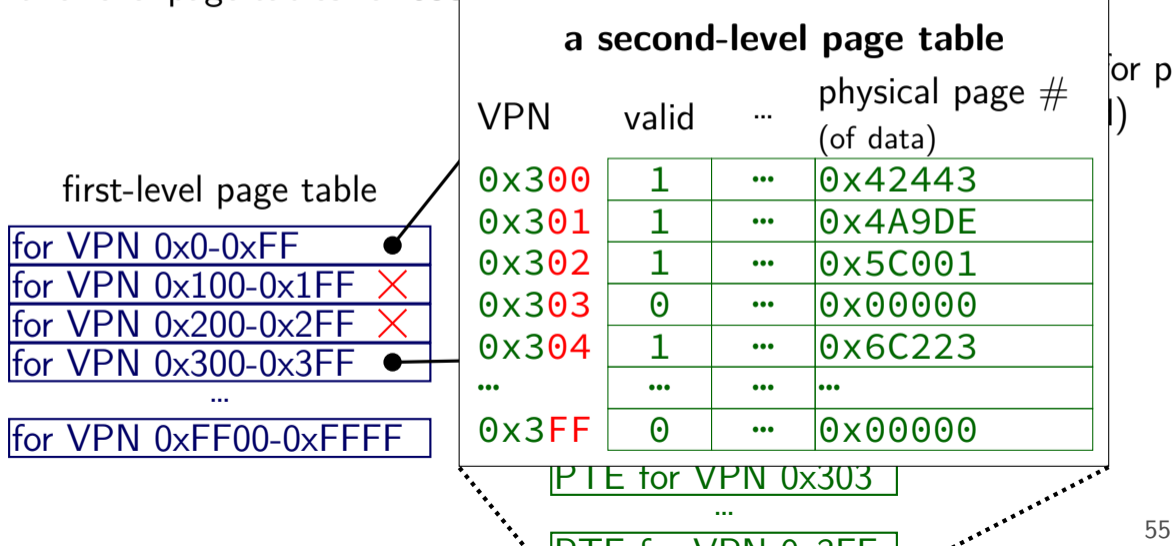 a second-level page table
VPN valid ... physical page #
(of data)
0x300 1 ... 0x42443
0x301 1 ... 0x4A9DE
0x302 1 ... 0x5C001
0x303 0 ... 0x00000
0x304 1 ... 0x6C223
... ... ... ...
0x3FF 0 ... 0x00000
or p
first-level page table
for VPN 0x0-0xFF
for VPN 0x100-0x1FF
for VPN 0x200-0x2FF
for VPN 0x300-0x3FF
...
for VPN 0xFF00-0xFFFF
PTE for VPN 0x303
...
55